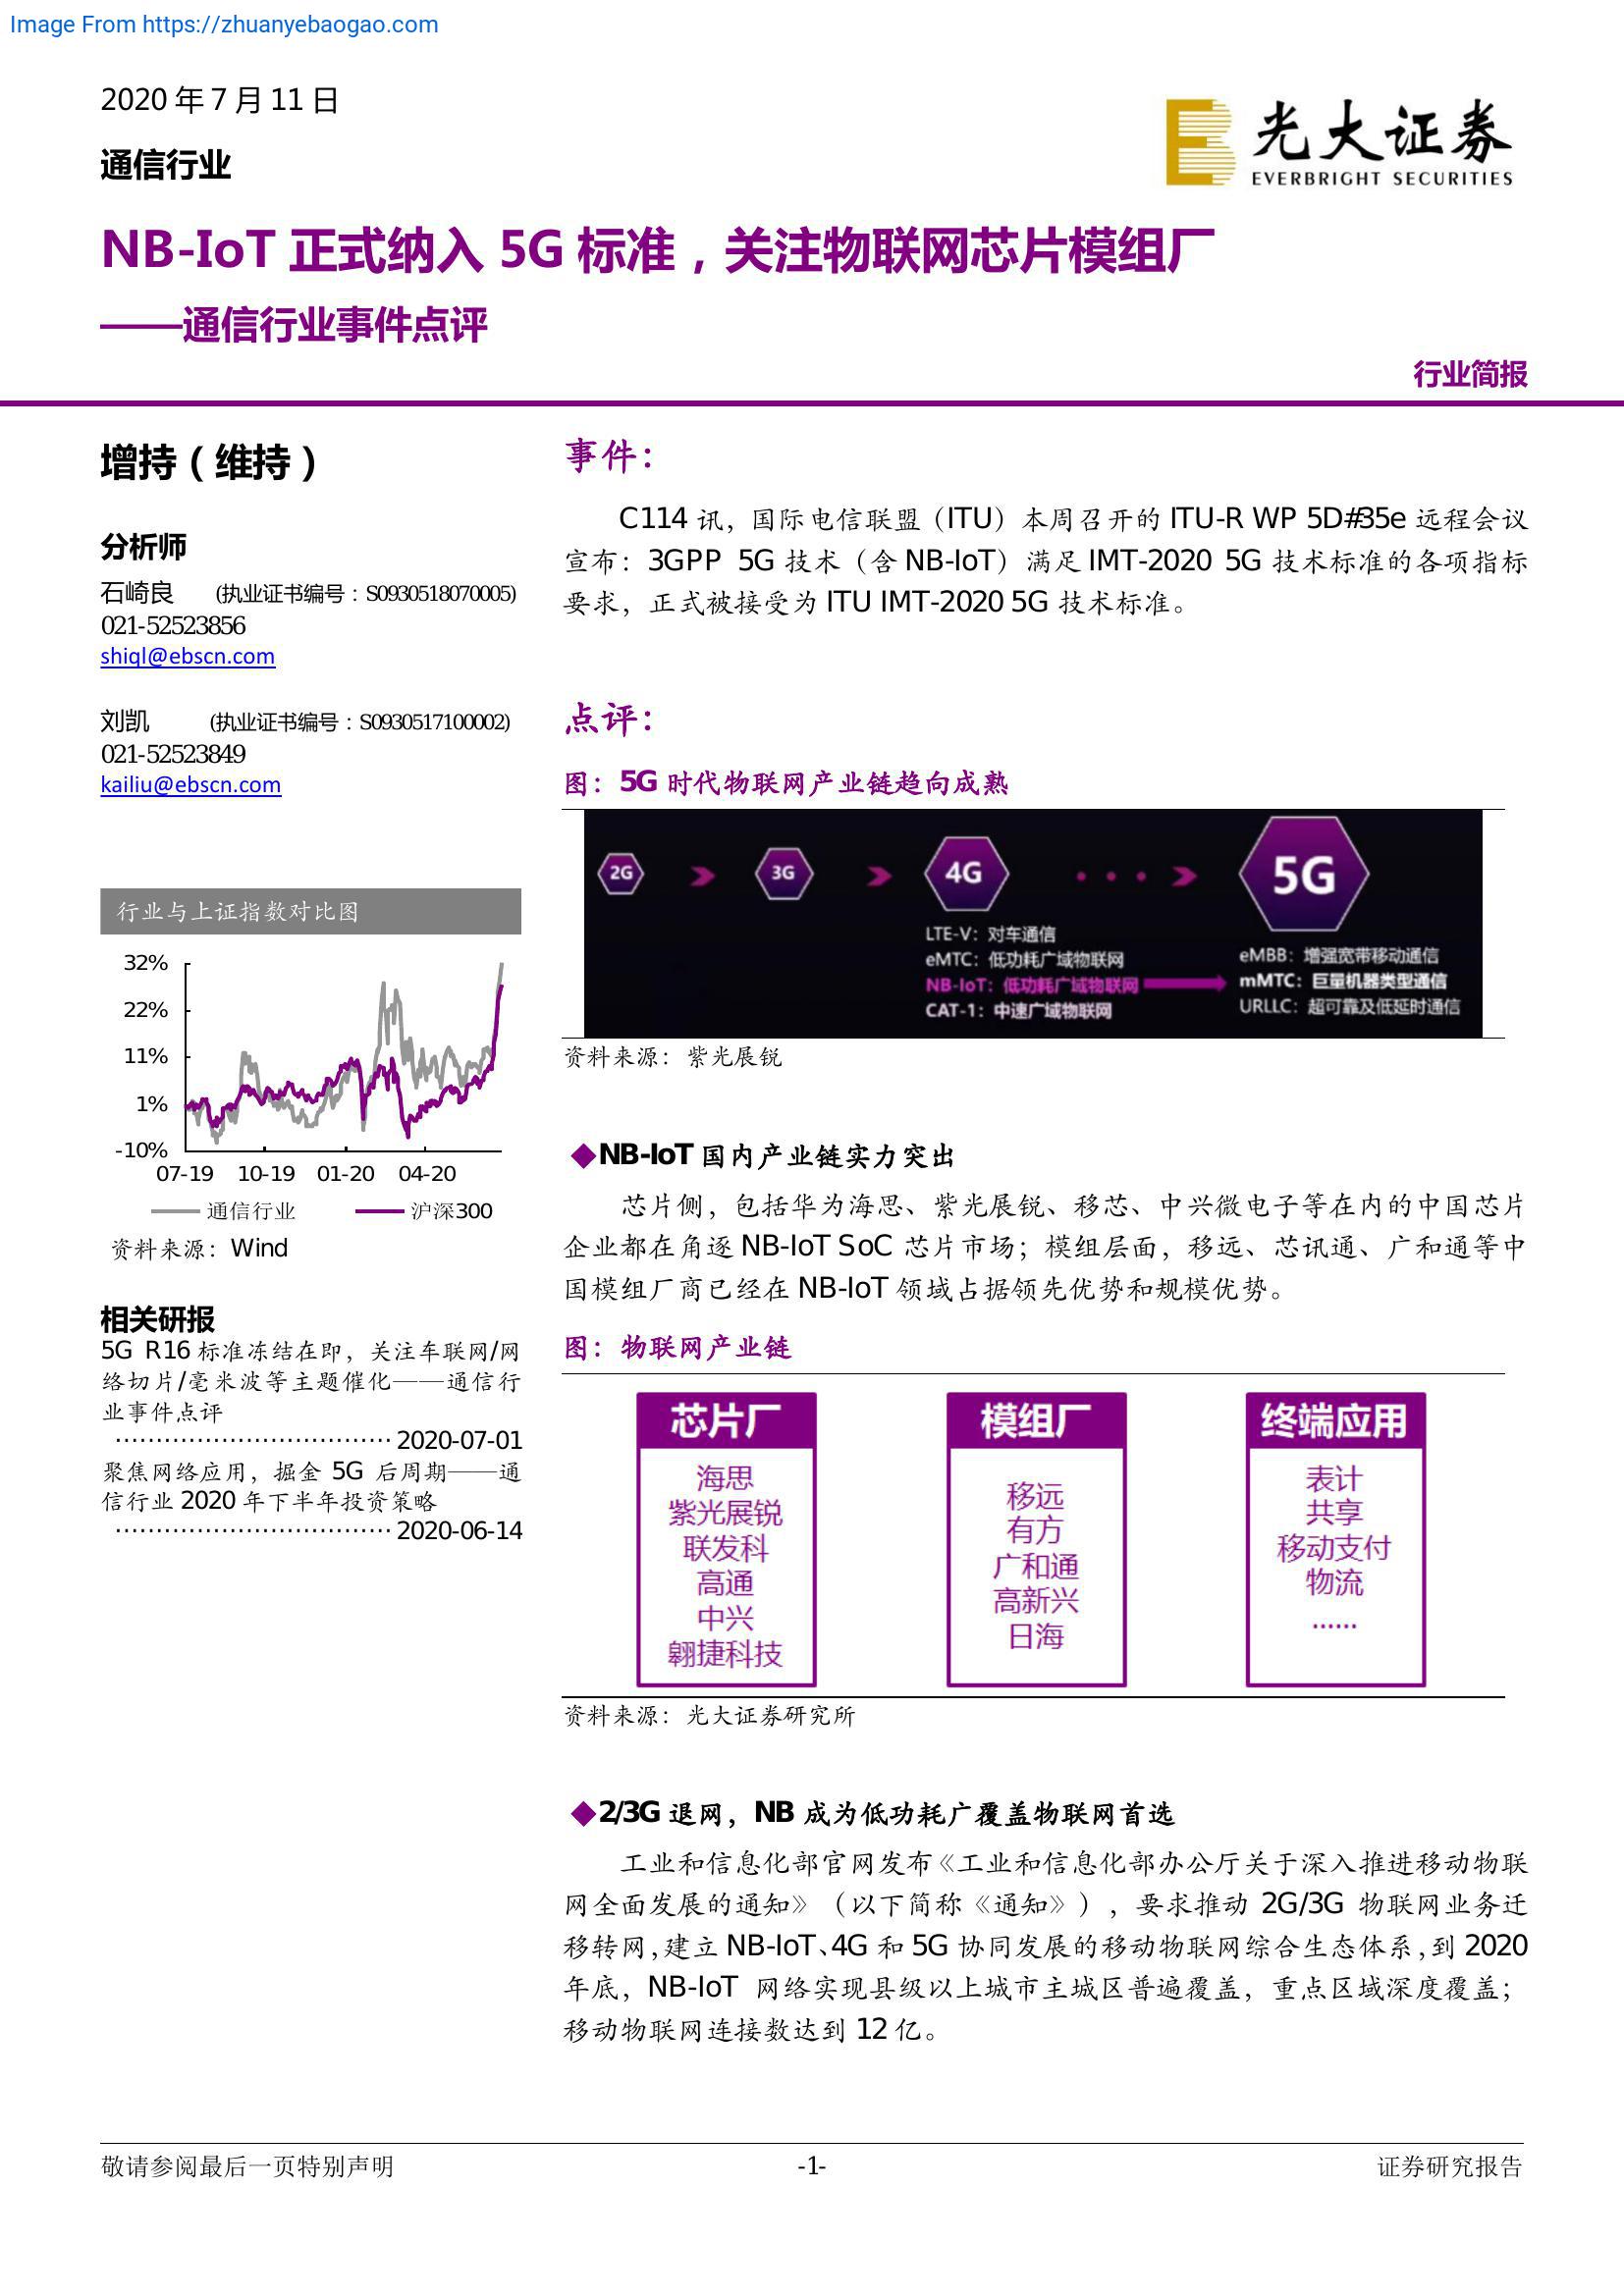 Image From https://zhuanyebaogao.com
2020 年 7 月 11 日
通信行业
光大证券
EVERBRIGHT SECURITIES
NB-IoT 正式纳入 5G 标准，关注物联网芯片模组厂
——通信行业事件点评
行业简报
增持（维持）
分析师
石崎良 (执业证书编号：S0930518070005)
021-52523856
shiql@ebscn.com
刘凯 (执业证书编号：S0930517100002)
021-52523849
kailiu@ebscn.com
行业与上证指数对比图
32%
22%
11%
1%
-10%
07-19 10-19 01-20 04-20
通信行业 沪深300
资料来源：Wind
相关研报
5G R16 标准冻结在即，关注车联网/网
络切片/毫米波等主题催化——通信行
业事件点评
·································· 2020-07-01
聚焦网络应用，掘金 5G 后周期——通
信行业 2020 年下半年投资策略
·································· 2020-06-14
事件：
C114 讯，国际电信联盟（ITU）本周召开的 ITU-R WP 5D#35e 远程会议
宣布：3GPP 5G 技术（含 NB-IoT）满足 IMT-2020 5G 技术标准的各项指标
要求，正式被接受为 ITU IMT-2020 5G 技术标准。
点评：
图：5G 时代物联网产业链趋向成熟
2G 3G 4G 5G
LTE-V：对车通信
eMTC：低功耗广域物联网
NB-IoT：低功耗广域物联网
CAT-1：中速广域物联网
eMBB：增强宽带移动通信
mMTC：巨量机器类型通信
URLLC：超可靠及低延时通信
资料来源：紫光展锐
◆NB-IoT 国内产业链实力突出
芯片侧，包括华为海思、紫光展锐、移芯、中兴微电子等在内的中国芯片
企业都在角逐 NB-IoT SoC 芯片市场；模组层面，移远、芯讯通、广和通等中
国模组厂商已经在 NB-IoT 领域占据领先优势和规模优势。
图：物联网产业链
芯片厂
海思
紫光展锐
联发科
高通
中兴
翱捷科技
模组厂
移远
有方
广和通
高新兴
日海
终端应用
表计
共享
移动支付
物流
……
资料来源：光大证券研究所
◆2/3G 退网，NB 成为低功耗广覆盖物联网首选
工业和信息化部官网发布《工业和信息化部办公厅关于深入推进移动物联
网全面发展的通知》（以下简称《通知》），要求推动 2G/3G 物联网业务迁
移转网，建立 NB-IoT、4G 和 5G 协同发展的移动物联网综合生态体系，到 2020
年底，NB-IoT 网络实现县级以上城市主城区普遍覆盖，重点区域深度覆盖；
移动物联网连接数达到 12 亿。
敬请参阅最后一页特别声明 -1- 证券研究报告